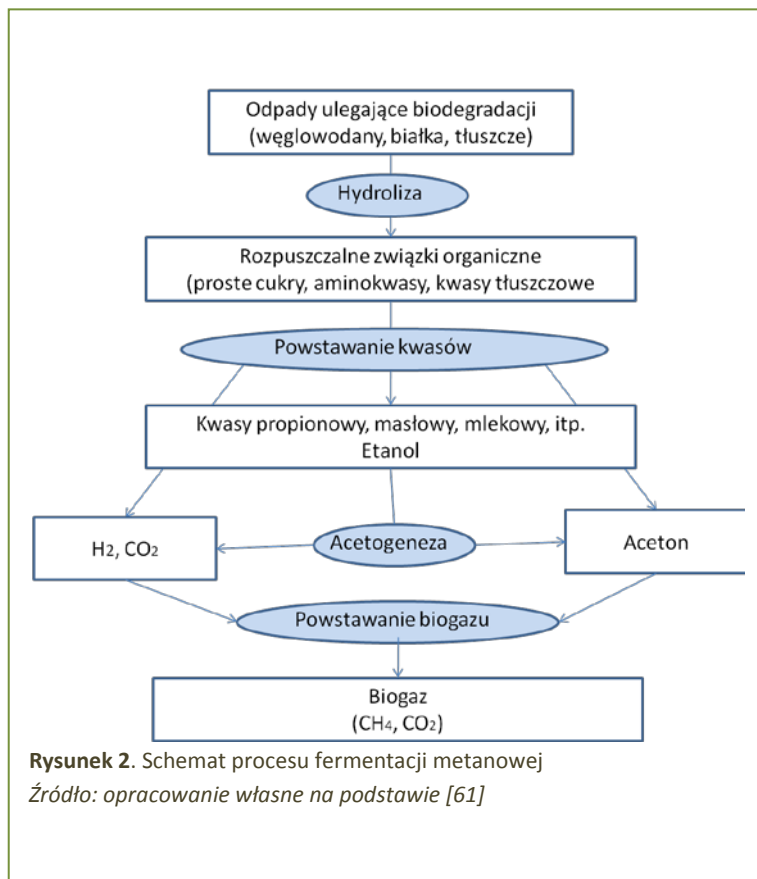 Odpady ulegające biodegradacji
(węglowodany, białka, tłuszcze)
Hydroliza
Rozpuszczalne związki organiczne
(proste cukry, aminokwasy, kwasy tłuszczowe
Powstawanie kwasów
Kwasy propionowy, masłowy, mlekowy, itp.
Etanol
H2, CO2
Acetogeneza
Aceton
Powstawanie biogazu
Biogaz
(CH4, CO2)
Rysunek 2. Schemat procesu fermentacji metanowej
Źródło: opracowanie własne na podstawie [61]